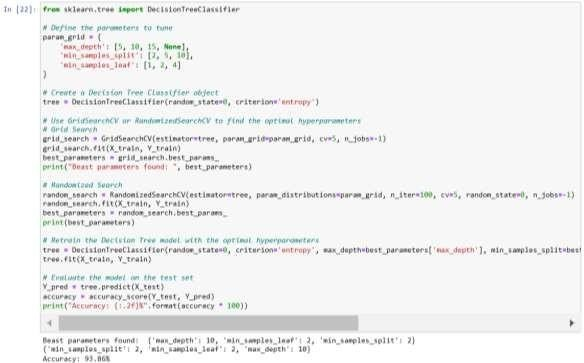 In [22]: from sklearn.tree import DecisionTreeClassifier
# Define the parameters to tune
param_grid = {
'max_depth': [5, 10, 15, None],
'min_samples_split': [2, 5, 10],
'min_samples_leaf': [1, 2, 4]
}
# Create a Decision Tree Classifier object
tree = DecisionTreeClassifier(random_state=0, criterion='entropy')
# Use GridSearchCV or RandomizedSearchCV to find the optimal hyperparameters
# Grid Search
grid_search = GridSearchCV(estimator=tree, param_grid=param_grid, cv=5, n_jobs=-1)
grid_search.fit(X_train, Y_train)
best_parameters = grid_search.best_params_
print("Beast parameters found: ", best_parameters)
# Randomized Search
random_search = RandomizedSearchCV(estimator=tree, param_distributions=param_grid, n_iter=100, cv=5, random_state=0, n_jobs=-1)
random_search.fit(X_train, Y_train)
best_parameters = random_search.best_params_
print(best_parameters)
# Retrain the Decision Tree model with the optimal hyperparameters
tree = DecisionTreeClassifier(random_state=0, criterion='entropy', max_depth=best_parameters['max_depth'], min_samples_split=best
tree.fit(X_train, Y_train)
# Evaluate the model on the test set
Y_pred = tree.predict(X_test)
accuracy = accuracy_score(Y_test, Y_pred)
print("Accuracy: {:.2f}%".format(accuracy * 100))
Beast parameters found:  {'max_depth': 10, 'min_samples_leaf': 2, 'min_samples_split': 2}
{'min_samples_split': 2, 'min_samples_leaf': 2, 'max_depth': 10}
Accuracy: 93.86%